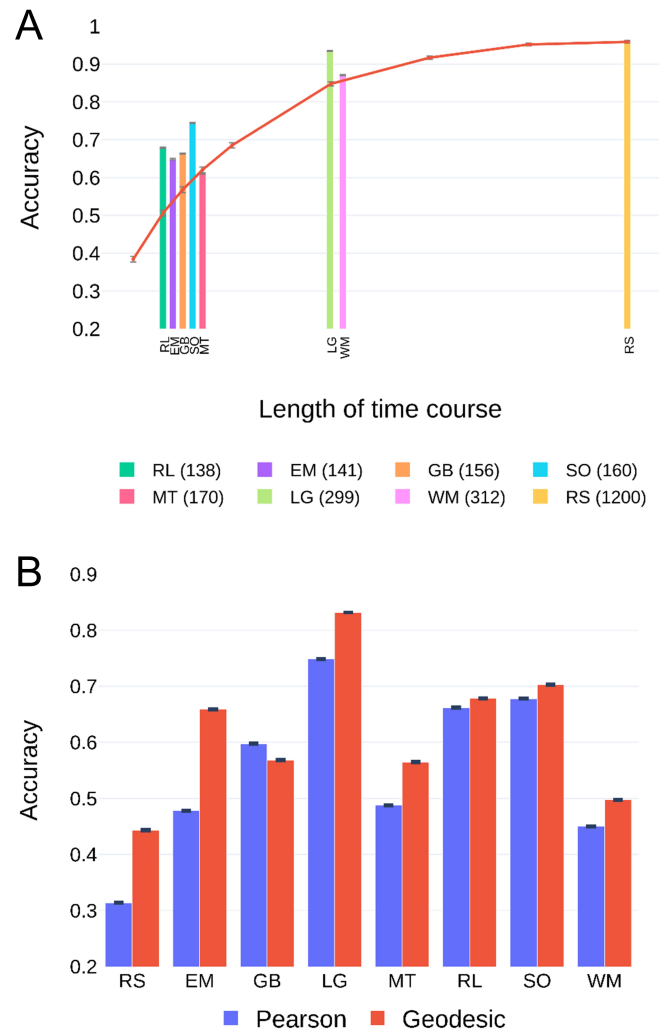 A
Accuracy
1
0.9
0.8
0.7
0.6
0.5
0.4
0.3
0.2
RL
EM
GB
SO
MT
LG
WM
RS
Length of time course
RL (138) EM (141) GB (156) SO (160)
MT (170) LG (299) WM (312) RS (1200)
B
Accuracy
0.9
0.8
0.7
0.6
0.5
0.4
0.3
0.2
RS EM GB LG MT RL SO WM
Pearson Geodesic